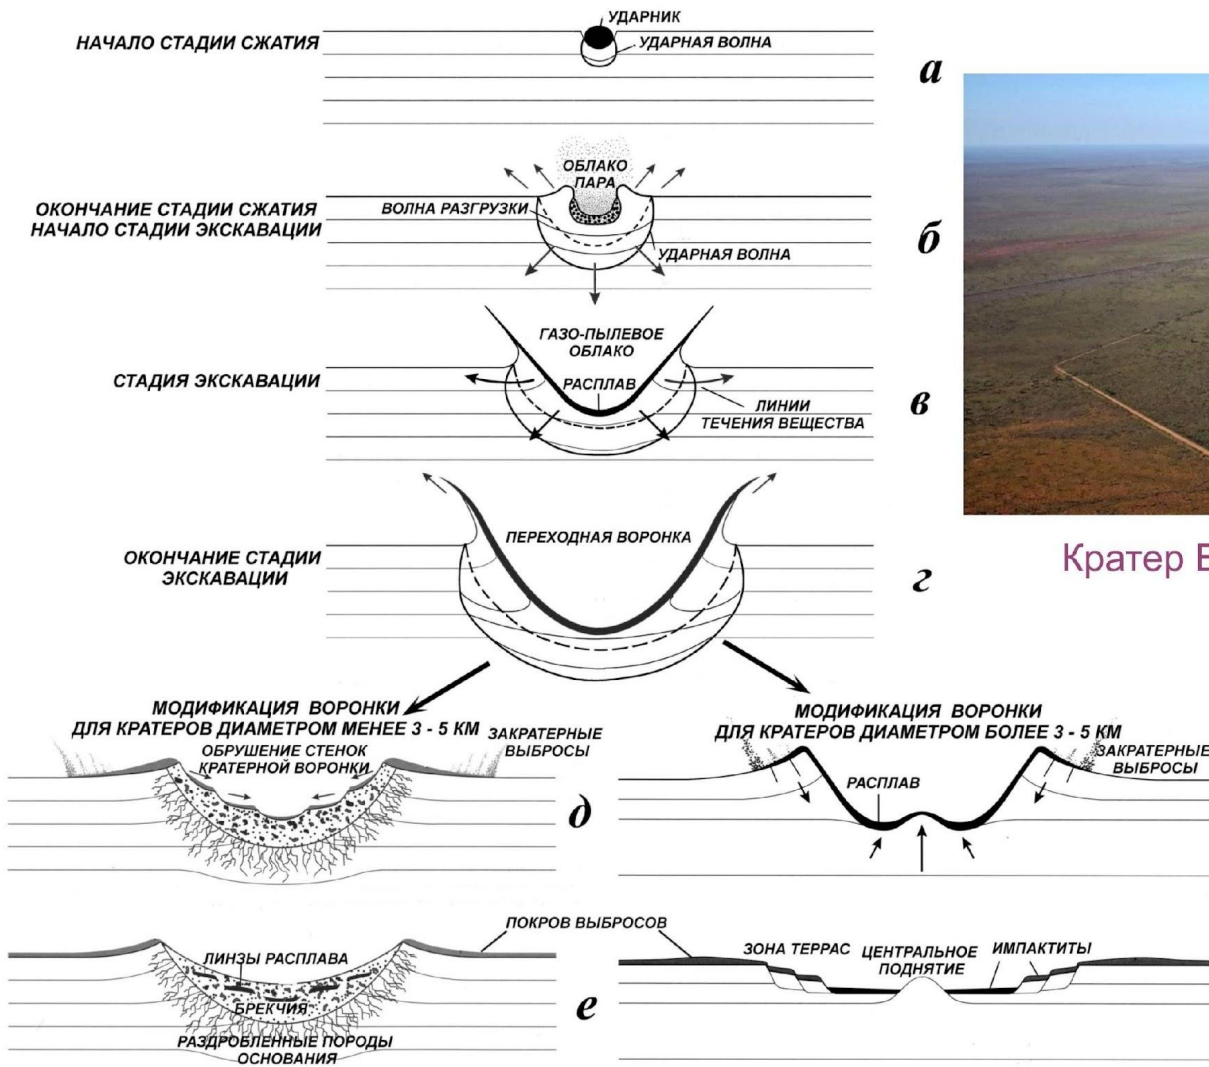 УДАРНИК
НАЧАЛО СТАДИИ СЖАТИЯ
УДАРНАЯ ВОЛНА
а
ОБЛАКО
ПАРА
ОКОНЧАНИЕ СТАДИИ СЖАТИЯ
НАЧАЛО СТАДИИ ЭКСКАВАЦИИ
ВОЛНА РАЗГРУЗКИ
УДАРНАЯ ВОЛНА
б
ГАЗО-ПЫЛЕВОЕ
ОБЛАКО
СТАДИЯ ЭКСКАВАЦИИ
РАСПЛАВ
ЛИНИИ
ТЕЧЕНИЯ ВЕЩЕСТВА
в
ПЕРЕХОДНАЯ ВОРОНКА
ОКОНЧАНИЕ СТАДИИ
ЭКСКАВАЦИИ
г
Кратер В
МОДИФИКАЦИЯ ВОРОНКИ
ДЛЯ КРАТЕРОВ ДИАМЕТРОМ МЕНЕЕ 3 - 5 КМ
ЗАКРАТЕРНЫЕ
ВЫБРОСЫ
ОБРУШЕНИЕ СТЕНОК
КРАТЕРНОЙ ВОРОНКИ
д
МОДИФИКАЦИЯ ВОРОНКИ
ДЛЯ КРАТЕРОВ ДИАМЕТРОМ БОЛЕЕ 3 - 5 КМ
ЗАКРАТЕРНЫЕ
ВЫБРОСЫ
РАСПЛАВ
ПОКРОВ ВЫБРОСОВ
ЛИНЗЫ РАСПЛАВА
БРЕКЧИЯ
РАЗДРОБЛЕННЫЕ ПОРОДЫ
ОСНОВАНИЯ
е
ЗОНА ТЕРРАС
ЦЕНТРАЛЬНОЕ
ПОДНЯТИЕ
ИМПАКТИТЫ